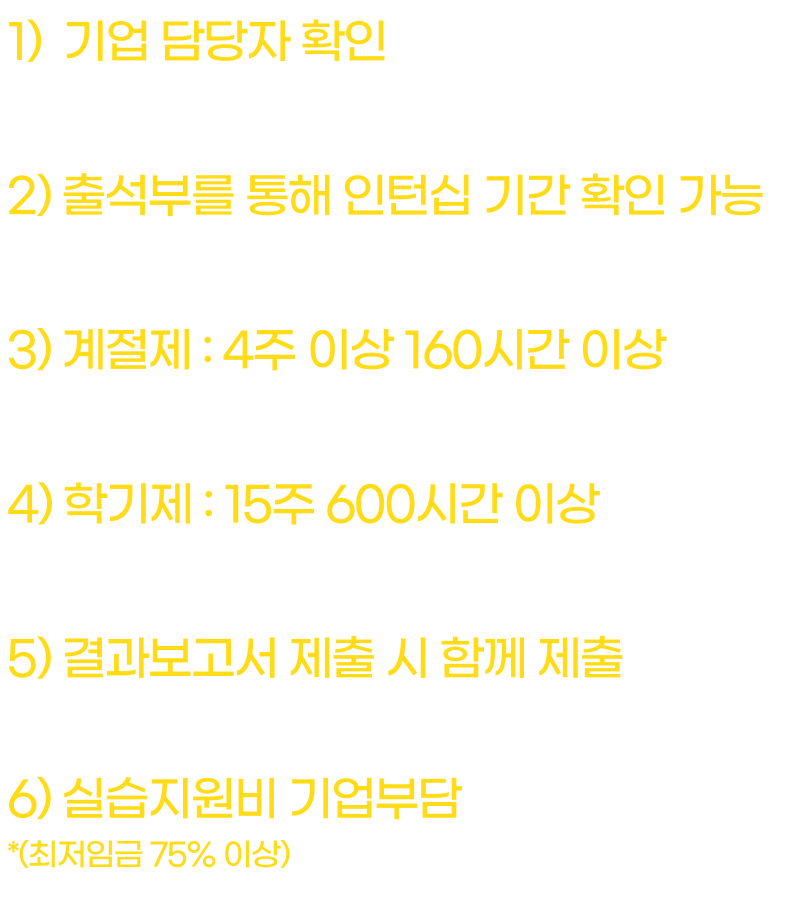 1) 기업 담당자 확인
2) 출석부를 통해 인턴십 기간 확인 가능
3) 계절제 : 4주 이상 160시간 이상
4) 학기제 : 15주 600시간 이상
5) 결과보고서 제출 시 함께 제출
6) 실습지원비 기업부담
*(최저임금 75% 이상)